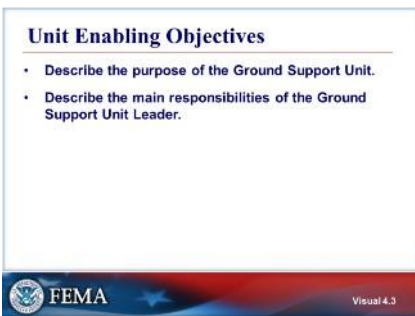 Unit Enabling Objectives
• Describe the purpose of the Ground Support Unit.
• Describe the main responsibilities of the Ground
Support Unit Leader.
FEMA
Visual 4.3